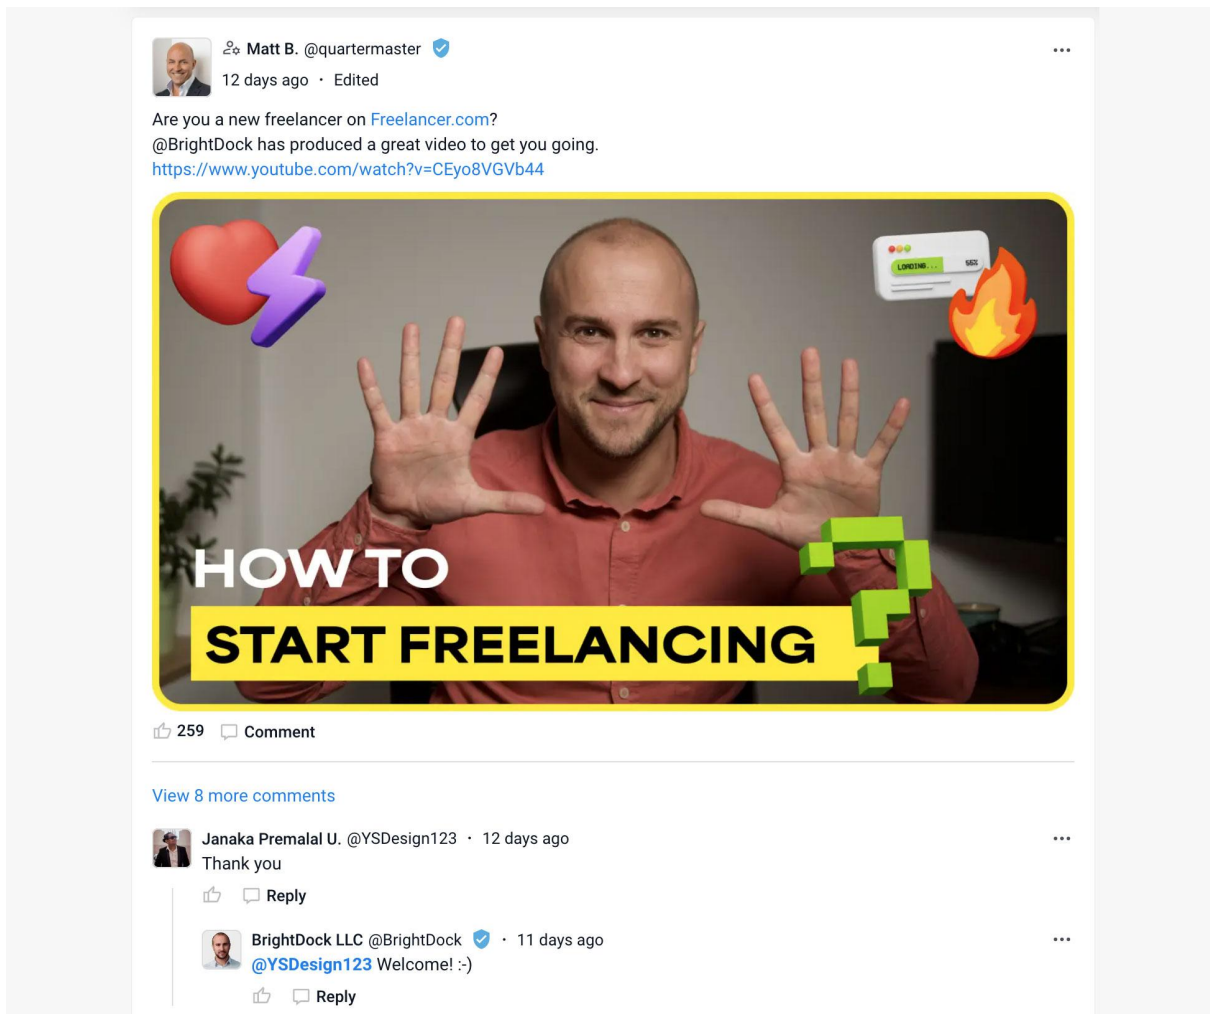 Matt B. @quartermaster
12 days ago · Edited
Are you a new freelancer on Freelancer.com?
@BrightDock has produced a great video to get you going.
https://www.youtube.com/watch?v=CEyo8VGVb44
LOADING...
55%
HOW TO
START FREELANCING
259 Comment
View 8 more comments
Janaka Premalal U. @YSDesign123 · 12 days ago
Thank you
Reply
BrightDock LLC @BrightDock · 11 days ago
@YSDesign123 Welcome! :-)
Reply